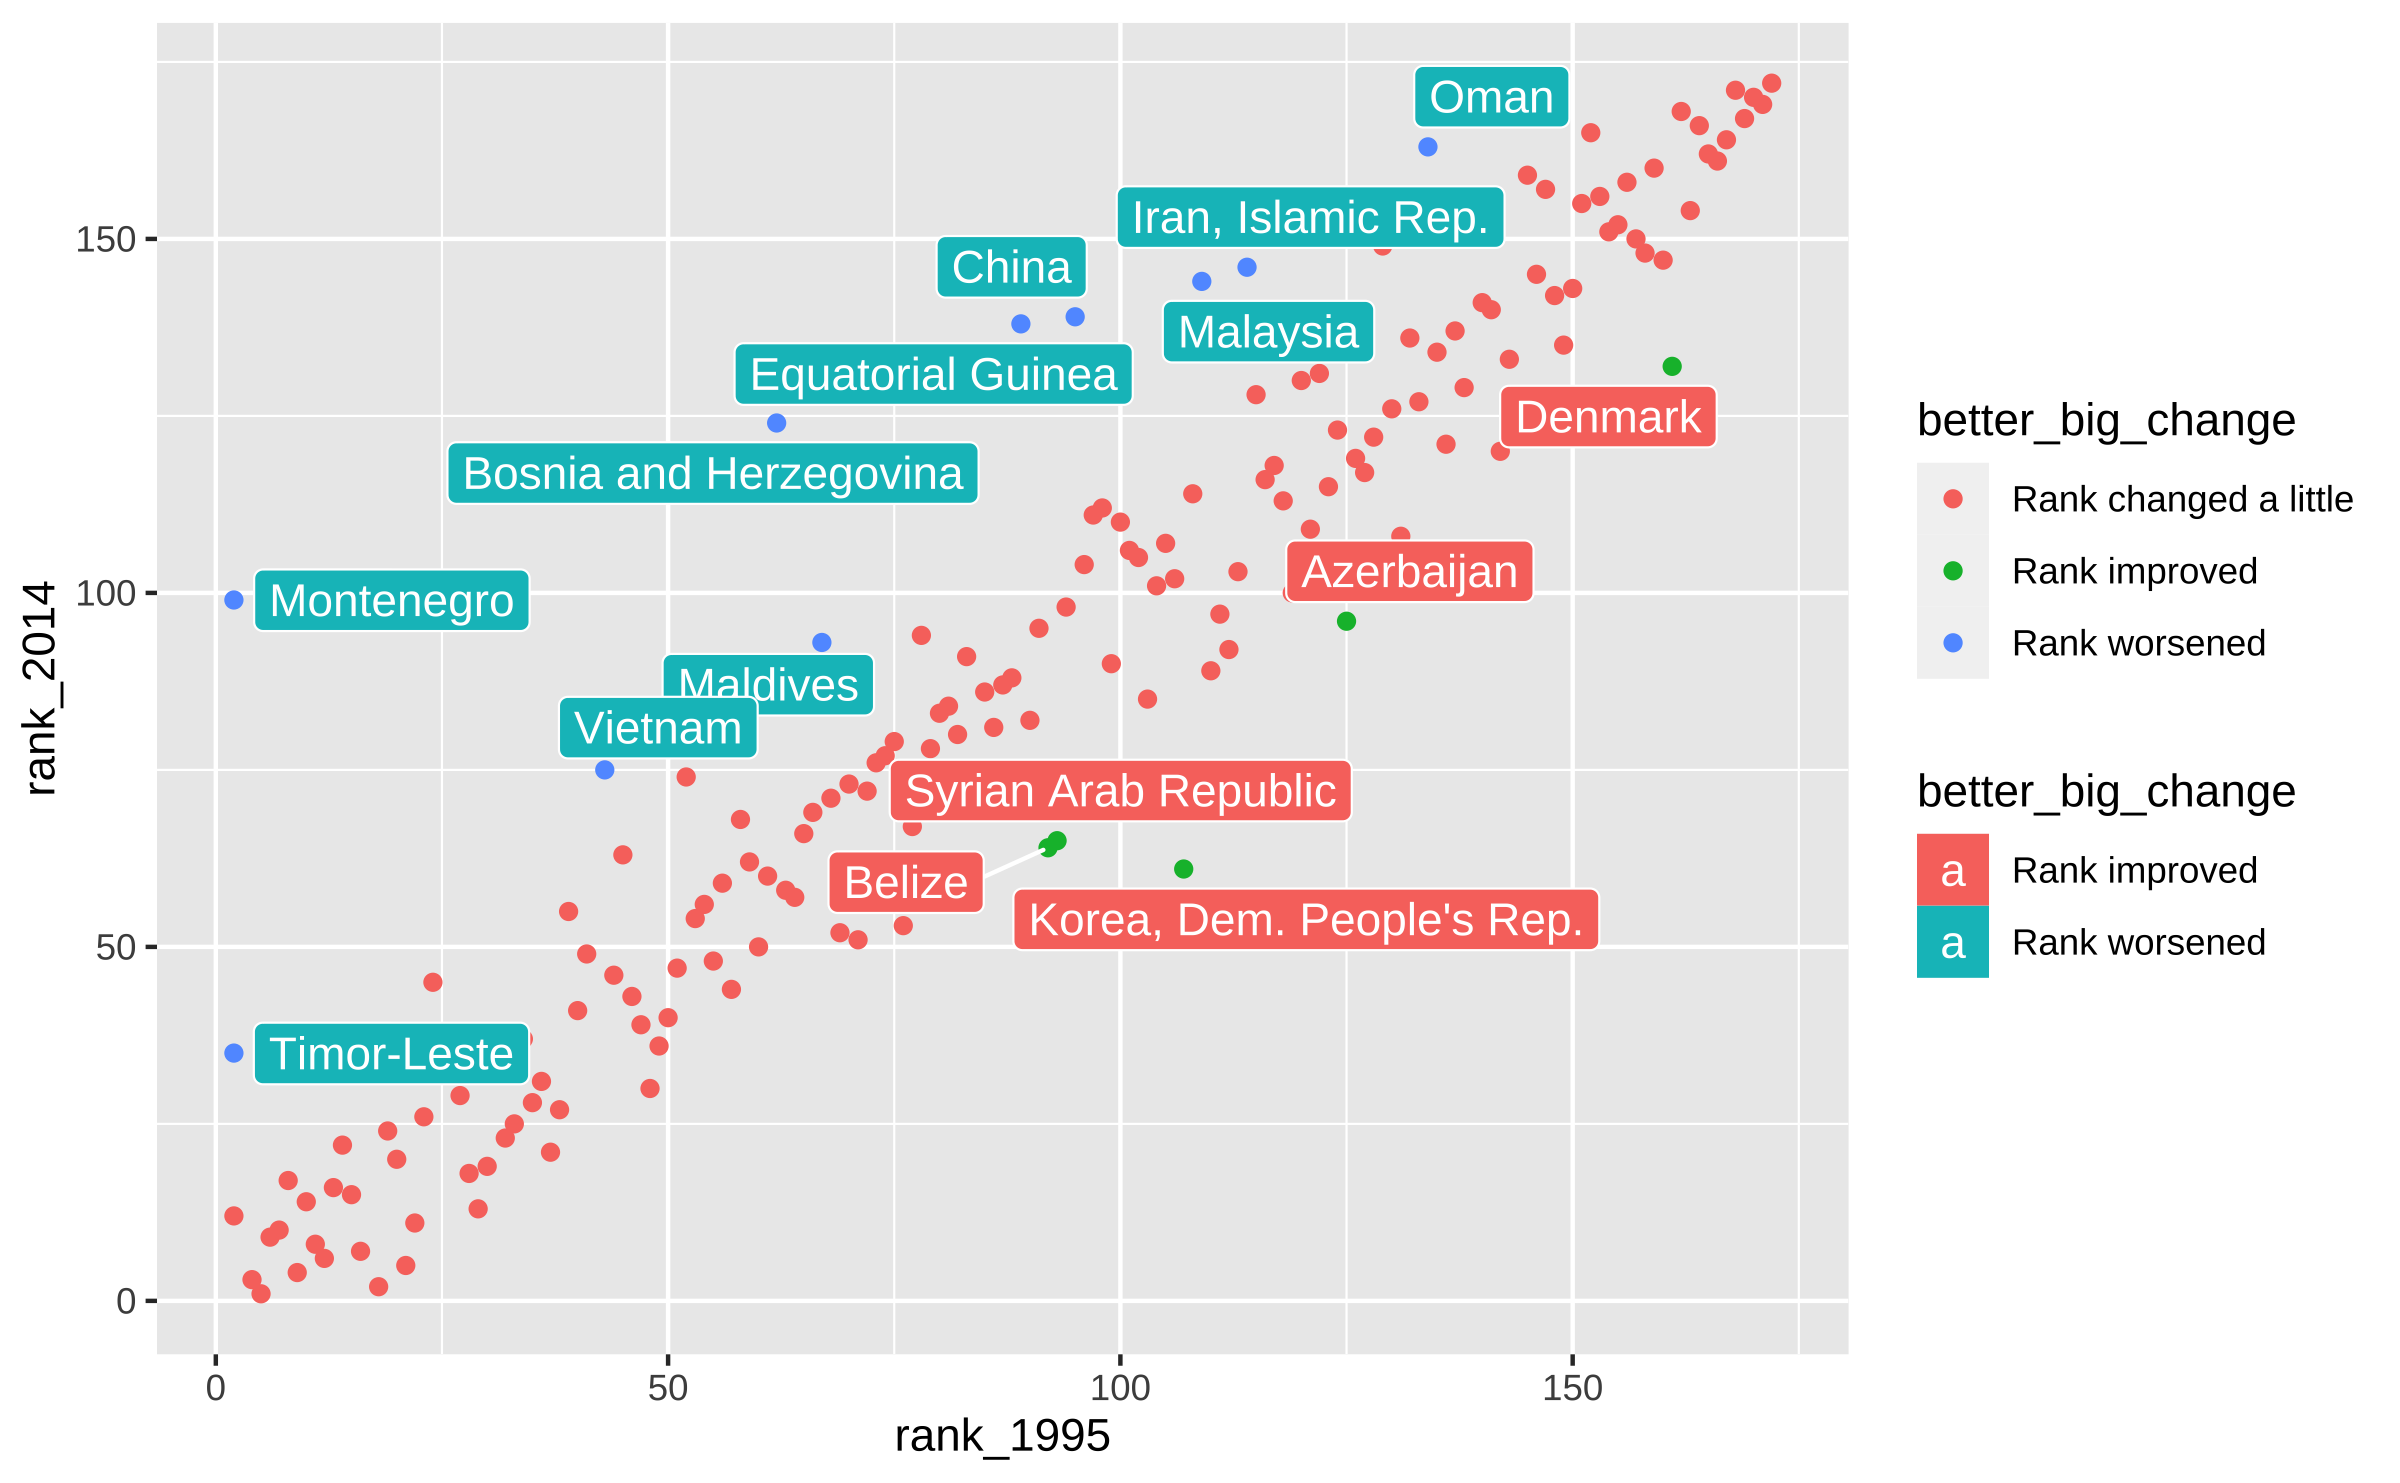 Oman
Iran, Islamic Rep.
150
China
Malaysia
Equatorial Guinea
Denmark
Bosnia and Herzegovina
Azerbaijan
100
Montenegro
Maldives
Vietnam
Syrian Arab Republic
Belize
Korea, Dem. People's Rep.
50
Timor-Leste
0
rank_2014
0
50
100
150
rank_1995
better_big_change
Rank changed a little
Rank improved
Rank worsened
better_big_change
a Rank improved
a Rank worsened